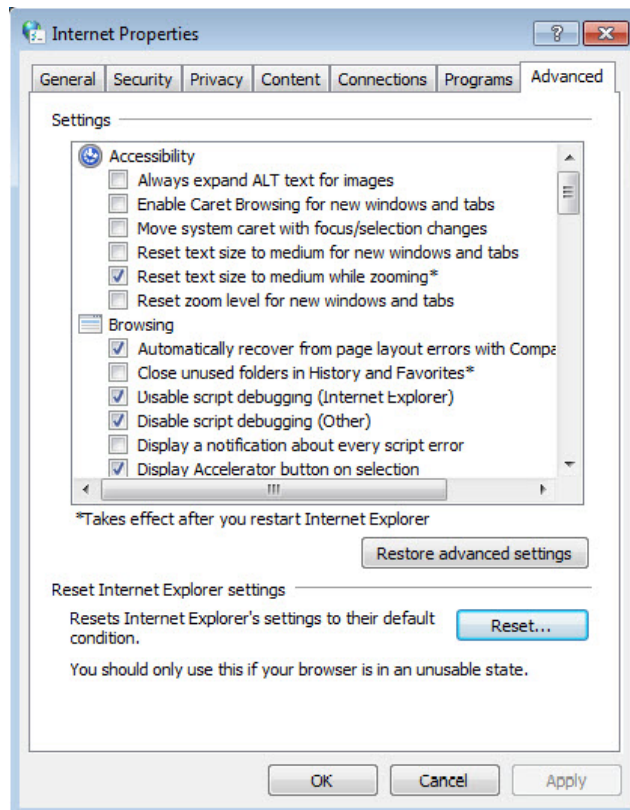 Internet Properties
General Security Privacy Content Connections Programs Advanced
Settings
Accessibility
Always expand ALT text for images
Enable Caret Browsing for new windows and tabs
Move system caret with focus/selection changes
Reset text size to medium for new windows and tabs
Reset text size to medium while zooming*
Reset zoom level for new windows and tabs
Browsing
Automatically recover from page layout errors with Compa
Close unused folders in History and Favorites*
Disable script debugging (Internet Explorer)
Disable script debugging (Other)
Display a notification about every script error
Display Accelerator button on selection
*Takes effect after you restart Internet Explorer
Restore advanced settings
Reset Internet Explorer settings
Resets Internet Explorer's settings to their default
condition.
Reset...
You should only use this if your browser is in an unusable state.
OK Cancel Apply